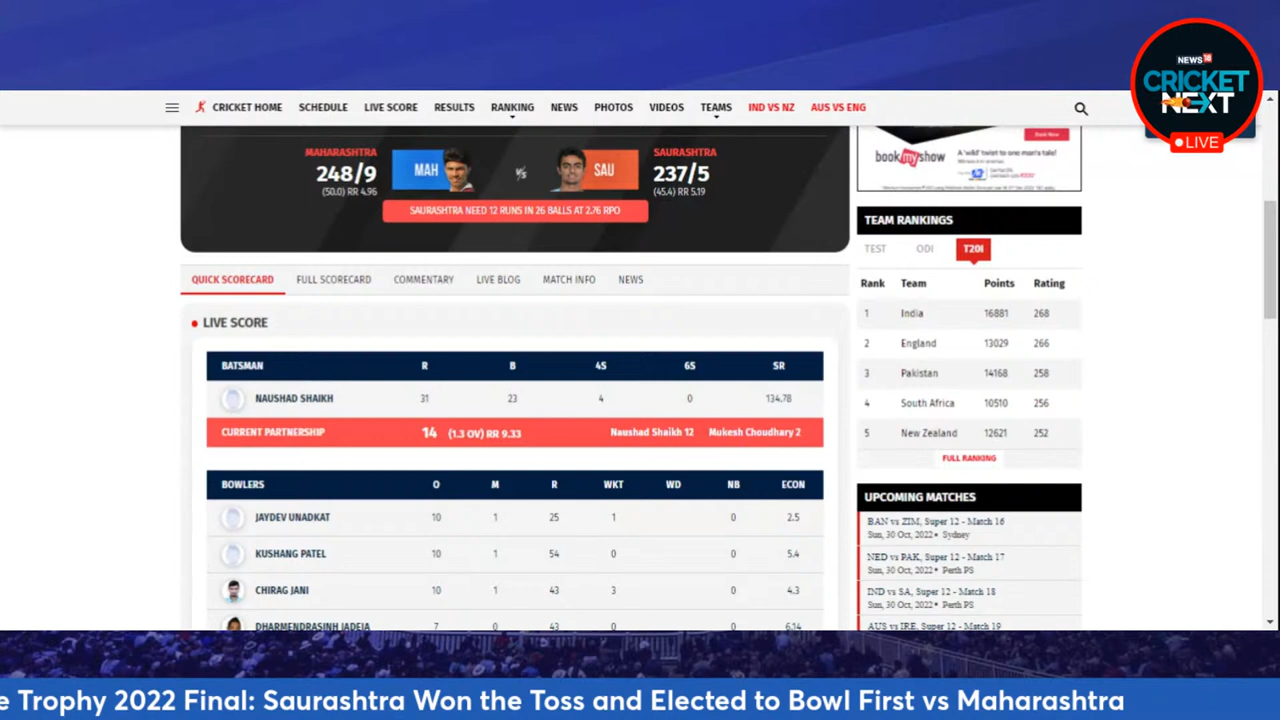 NEWS18
CRICKET
NEXT
LIVE
CRICKET HOME SCHEDULE LIVE SCORE RESULTS RANKING NEWS PHOTOS VIDEOS TEAMS IND VS NZ AUS VS ENG
MAHARASHTRA
248/9
(50.0) RR 4.96
MAH
V/S
SAU
SAURASHTRA
237/5
(45.4) RR 5.19
SAURASHTRA NEED 12 RUNS IN 26 BALLS AT 2.76 RPO
Book Now
bookmyshow
A 'wild' twist to one man's tale!
QUICK SCORECARD FULL SCORECARD COMMENTARY LIVE BLOG MATCH INFO NEWS
LIVE SCORE
BATSMAN R B 4S 6S SR
NAUSHAD SHAIKH 31 23 4 0 134.78
CURRENT PARTNERSHIP 14 (1.3 OV) RR 9.33 Naushad Shaikh 12 Mukesh Choudhary 2
BOWLERS O M R WKT WD NB ECON
JAYDEV UNADKAT 10 1 25 1 0 2.5
KUSHANG PATEL 10 1 54 0 0 5.4
CHIRAG JANI 10 1 43 3 0 4.3
DHARMENDRASINH JADEJA 7 0 43 0 0 6.14
TEAM RANKINGS
TEST ODI T20I
Rank Team Points Rating
1 India 16881 268
2 England 13029 266
3 Pakistan 14168 258
4 South Africa 10510 256
5 New Zealand 12621 252
FULL RANKING
UPCOMING MATCHES
BAN vs ZIM, Super 12 - Match 16
Sun, 30 Oct, 2022• Sydney
NED vs PAK, Super 12 - Match 17
Sun, 30 Oct, 2022• Perth PS
IND vs SA, Super 12 - Match 18
Sun, 30 Oct, 2022• Perth PS
AUS vs IRE, Super 12 - Match 19
e Trophy 2022 Final: Saurashtra Won the Toss and Elected to Bowl First vs Maharashtra